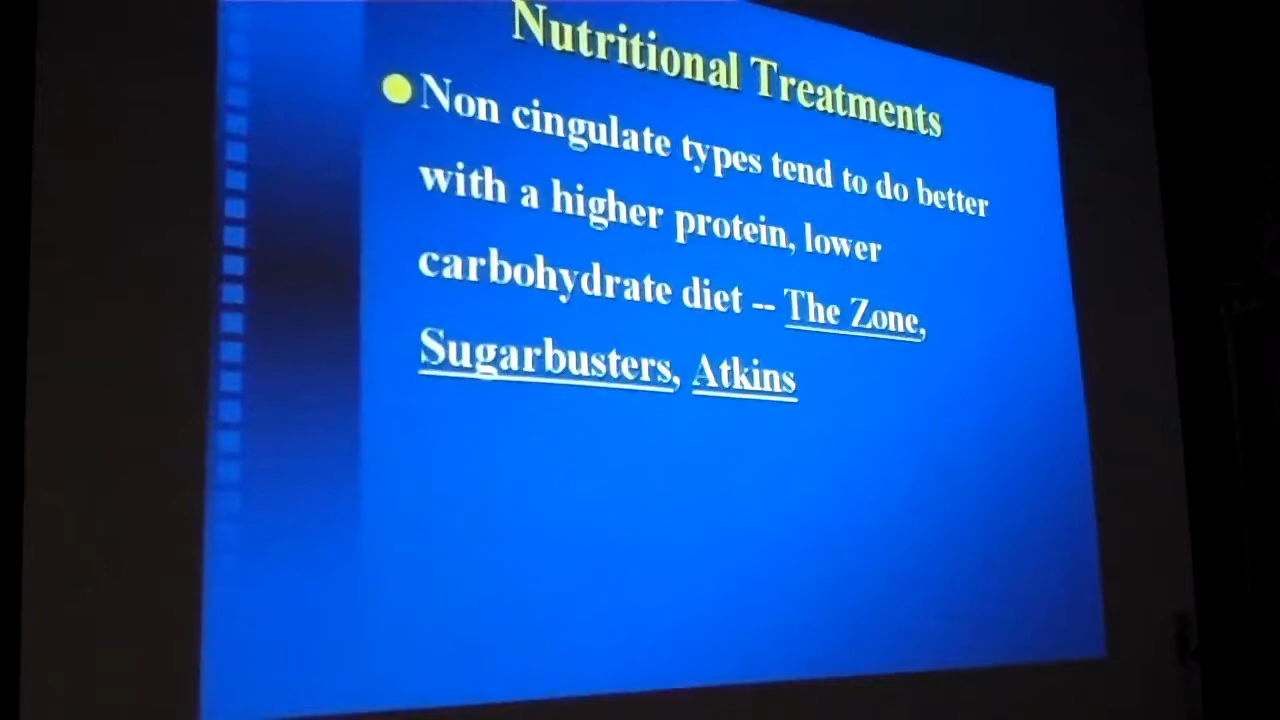 Nutritional Treatments
Non cingulate types tend to do better
with a higher protein, lower
carbohydrate diet -- The Zone,
Sugarbusters, Atkins